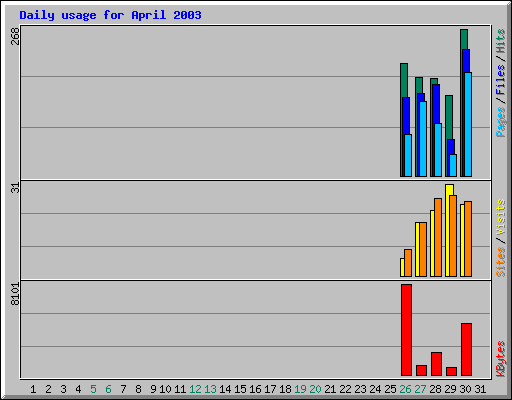 Daily usage for April 2003
268
Pages / Files / Hits
31
Sites / Visits
8101
KBytes
1 2 3 4 5 6 7 8 9 10 11 12 13 14 15 16 17 18 19 20 21 22 23 24 25 26 27 28 29 30 31